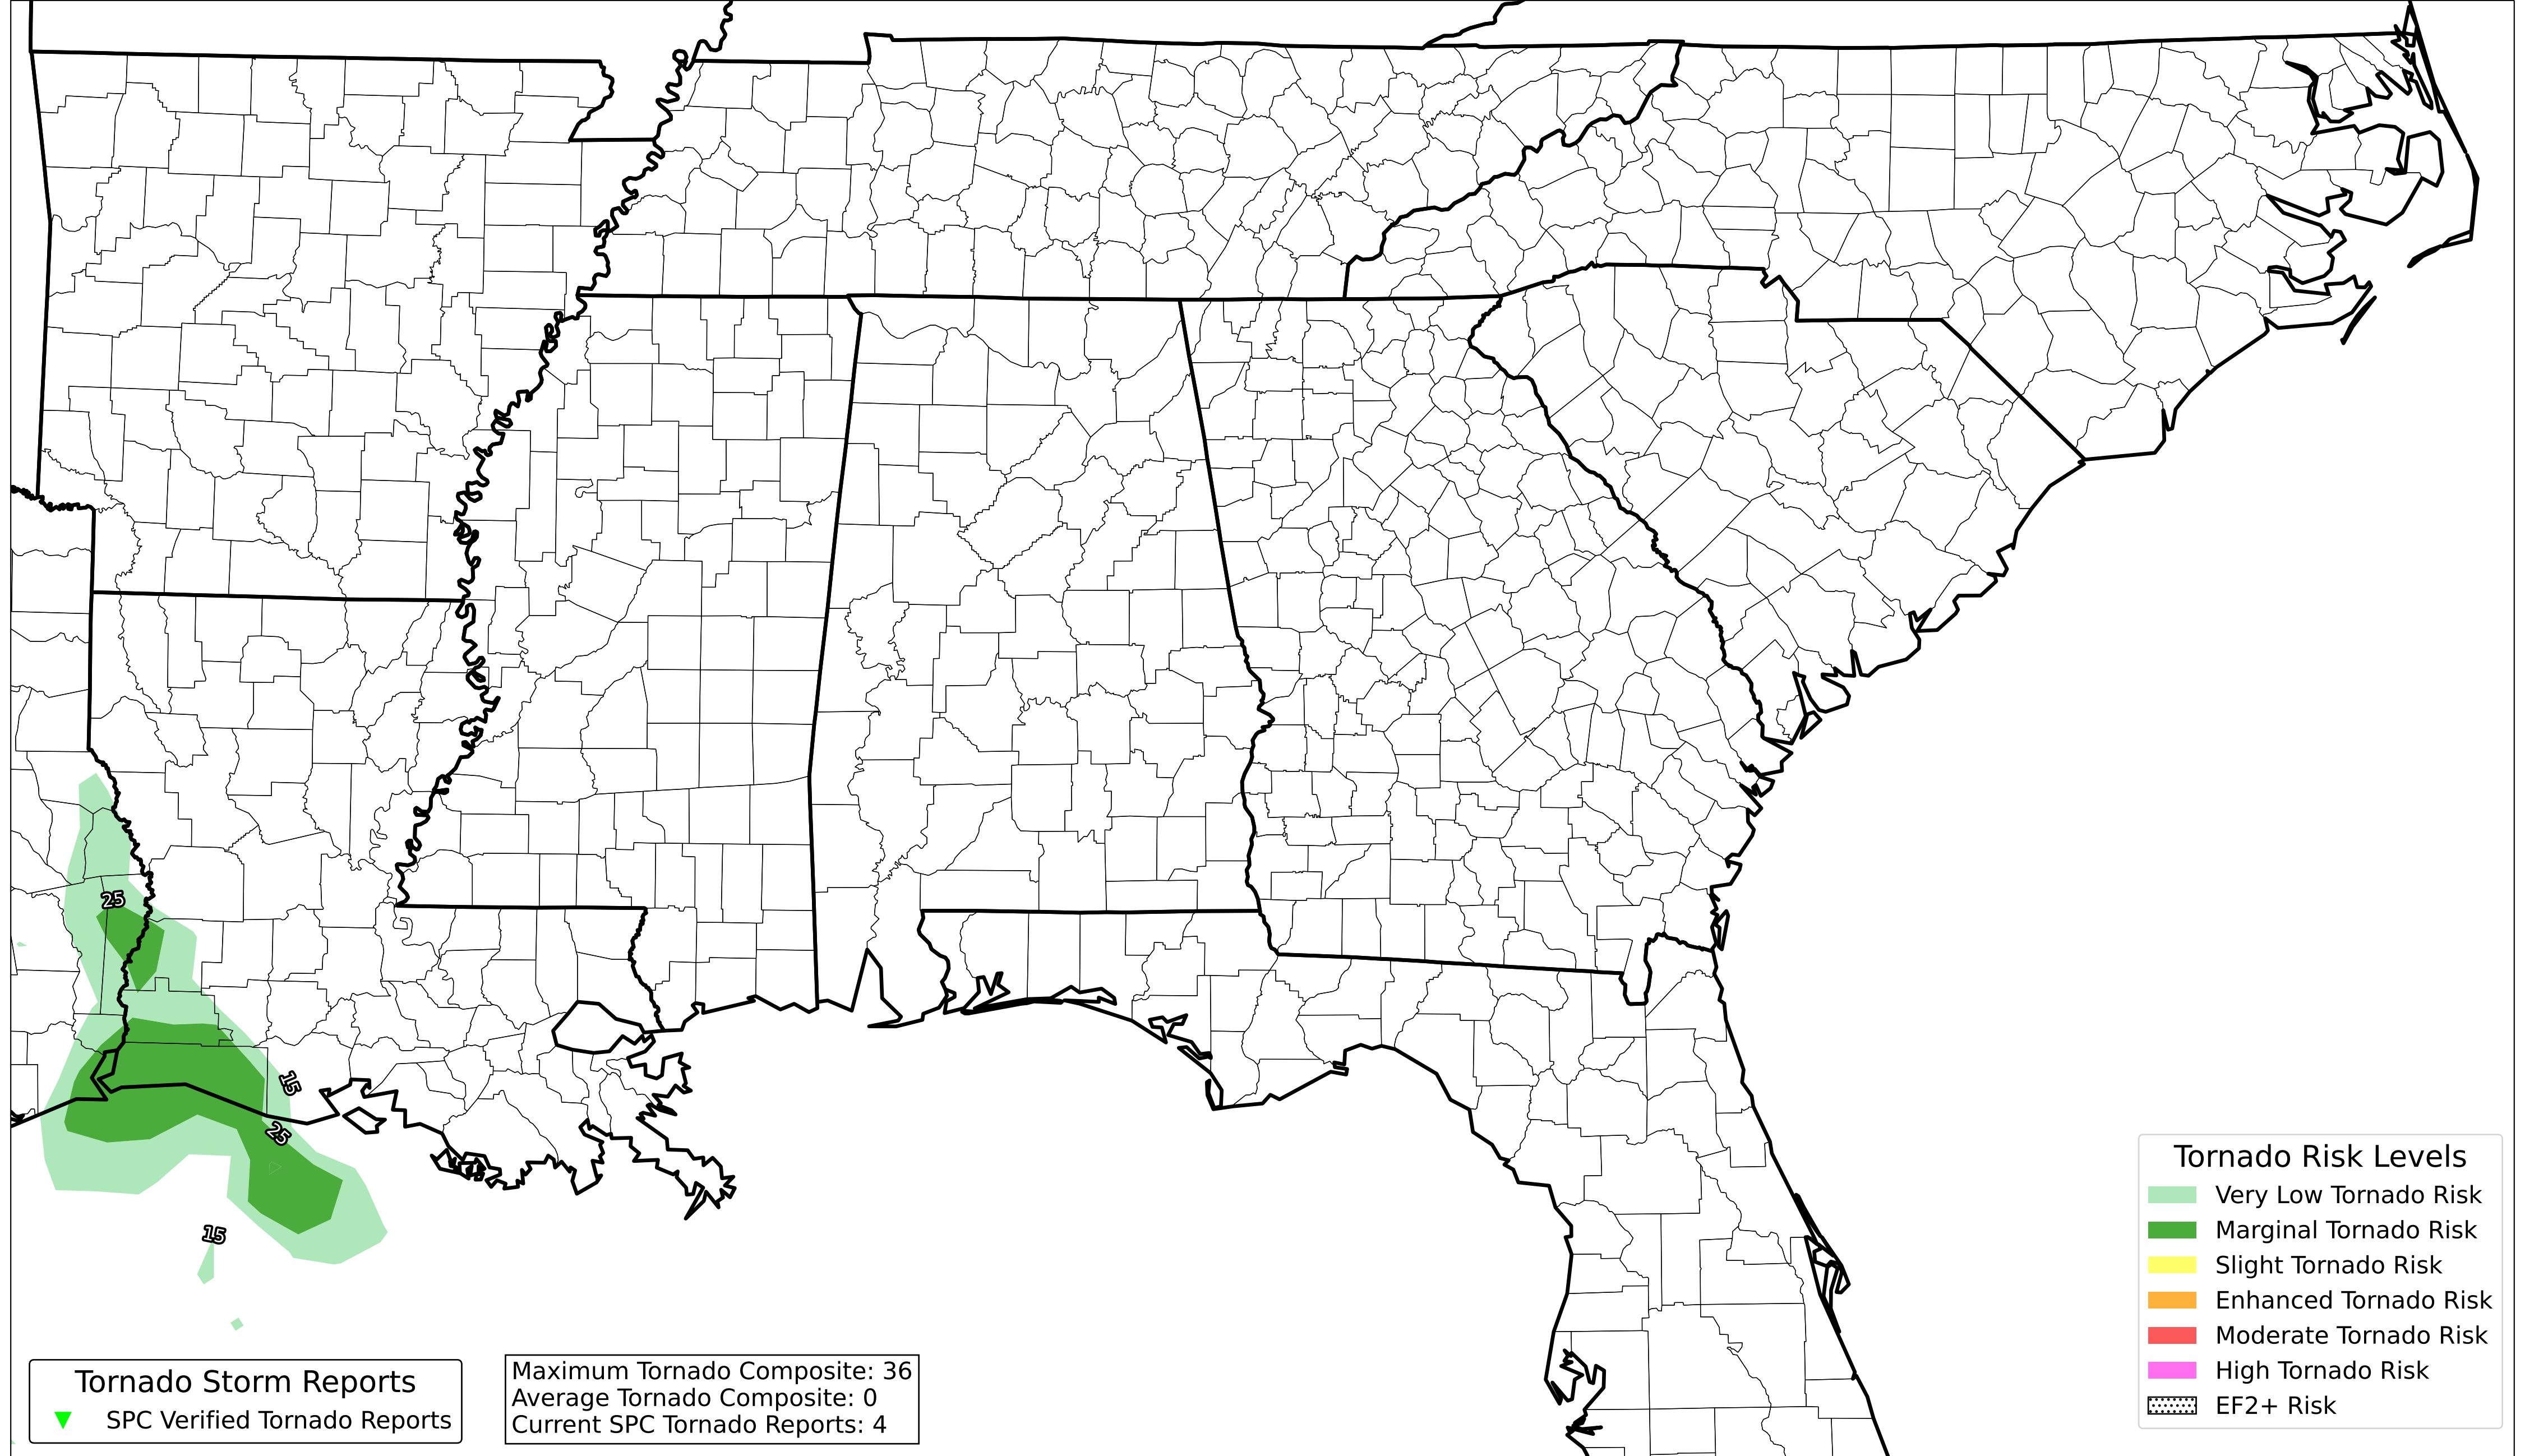 25
15
25
15
Tornado Risk Levels
Very Low Tornado Risk
Marginal Tornado Risk
Slight Tornado Risk
Enhanced Tornado Risk
Moderate Tornado Risk
High Tornado Risk
EF2+ Risk
Tornado Storm Reports
SPC Verified Tornado Reports
Maximum Tornado Composite: 36
Average Tornado Composite: 0
Current SPC Tornado Reports: 4